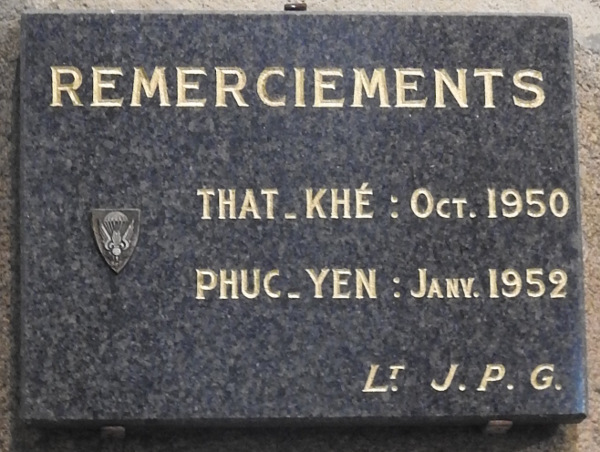 REMERCIEMENTS
THAT_KHÉ : OCT. 1950
PHUC_YEN : JANV. 1952
LT. J. P. G.